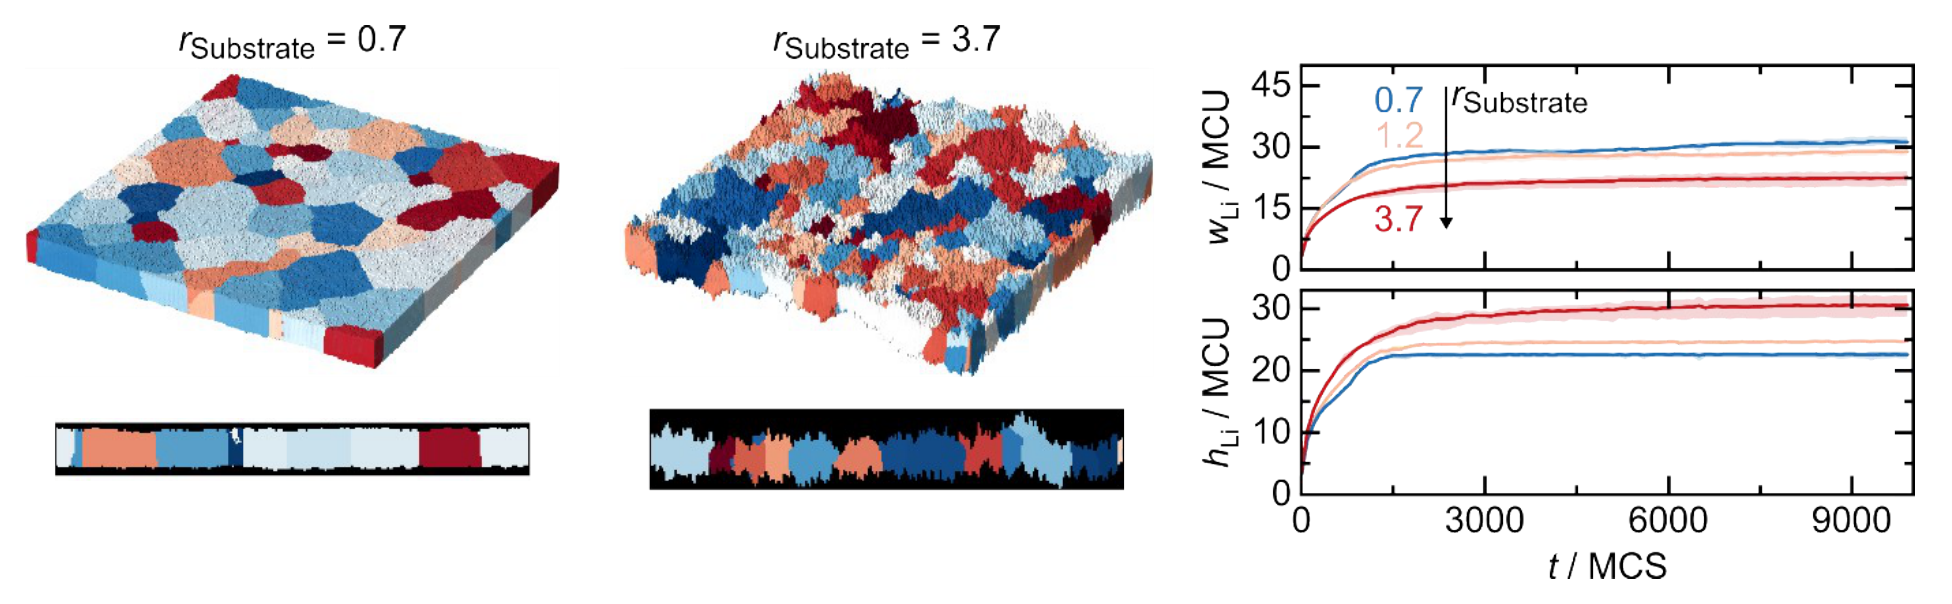 rSubstrate = 0.7
rSubstrate = 3.7
45
30
15
0
wLi / MCU
0.7
1.2
3.7
rSubstrate
30
20
10
0
hLi / MCU
0
3000
6000
9000
t / MCS